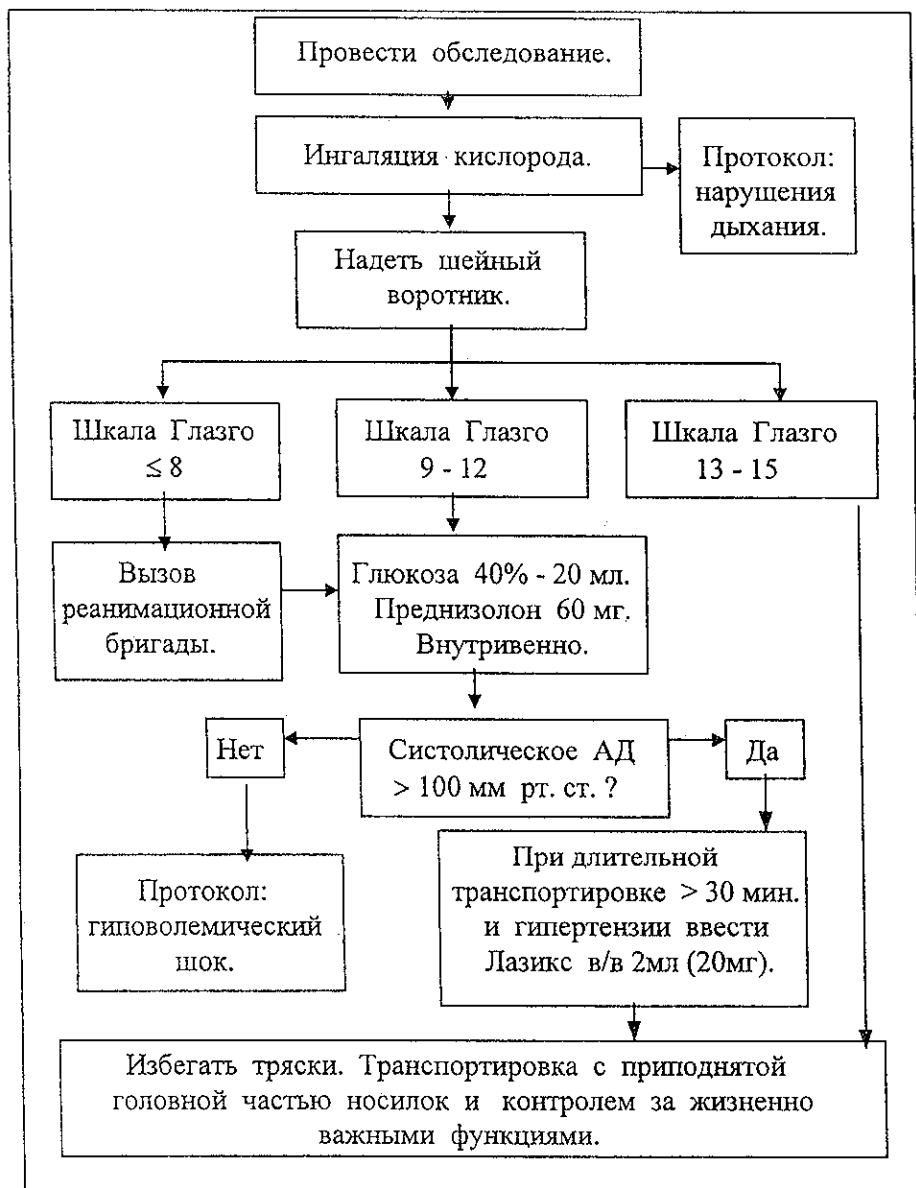 Провести обследование.
Ингаляция кислорода.
Протокол:
нарушения
дыхания.
Надеть шейный
воротник.
Шкала Глазго
≤ 8
Шкала Глазго
9 - 12
Шкала Глазго
13 - 15
Вызов
реанимационной
бригады.
Глюкоза 40% - 20 мл.
Преднизолон 60 мг.
Внутривенно.
Нет
Систолическое АД
> 100 мм рт. ст. ?
Да
Протокол:
гиповолемический
шок.
При длительной
транспортировке > 30 мин.
и гипертензии ввести
Лазикс в/в 2мл (20мг).
Избегать тряски. Транспортировка с приподнятой
головной частью носилок и контролем за жизненно
важными функциями.